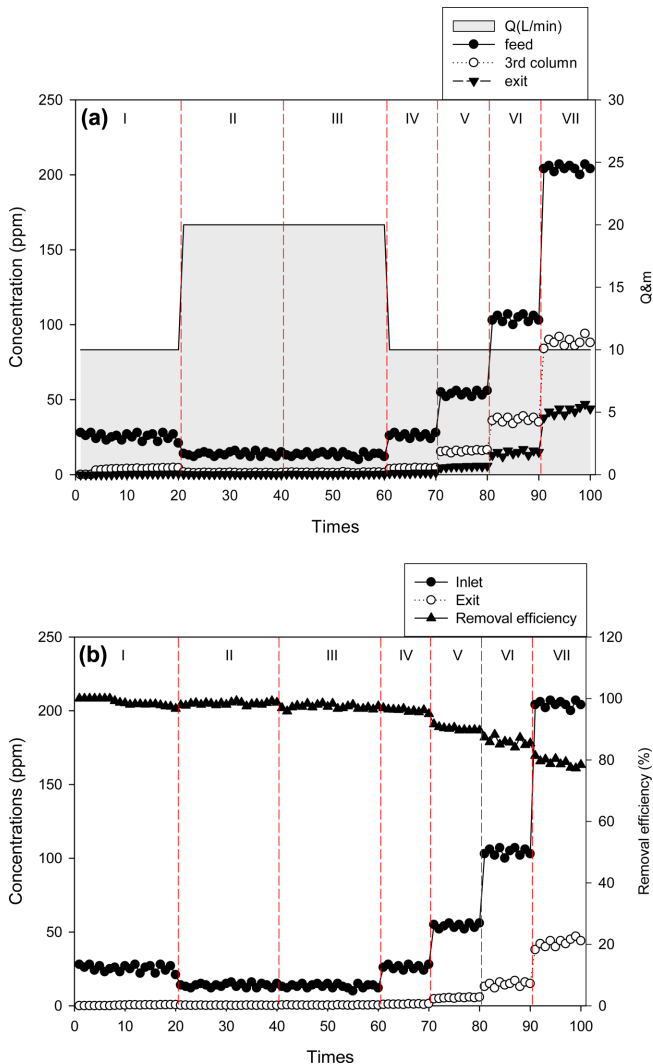 Q(L/min)
feed
3rd column
exit
(a)
I II III IV V VI VII
250
200
150
100
50
0
Concentration (ppm)
30
25
20
15
10
5
0
Q&m
0 10 20 30 40 50 60 70 80 90 100
Times
Inlet
Exit
Removal efficiency
(b)
I II III IV V VI VII
250
200
150
100
50
0
Concentrations (ppm)
120
100
80
60
40
20
0
Removal efficiency (%)
0 10 20 30 40 50 60 70 80 90 100
Times